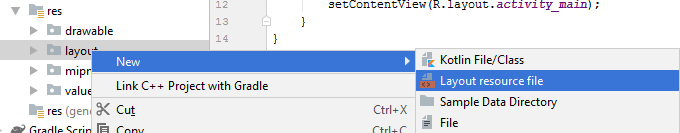 res
drawable
layout
mipm
value
res (gene
Gradle Scrip
12 setContentView(R.layout.activity_main);
13 }
14 }
New
Link C++ Project with Gradle
Cut Ctrl+X
Copy Ctrl+C
Kotlin File/Class
Layout resource file
Sample Data Directory
File